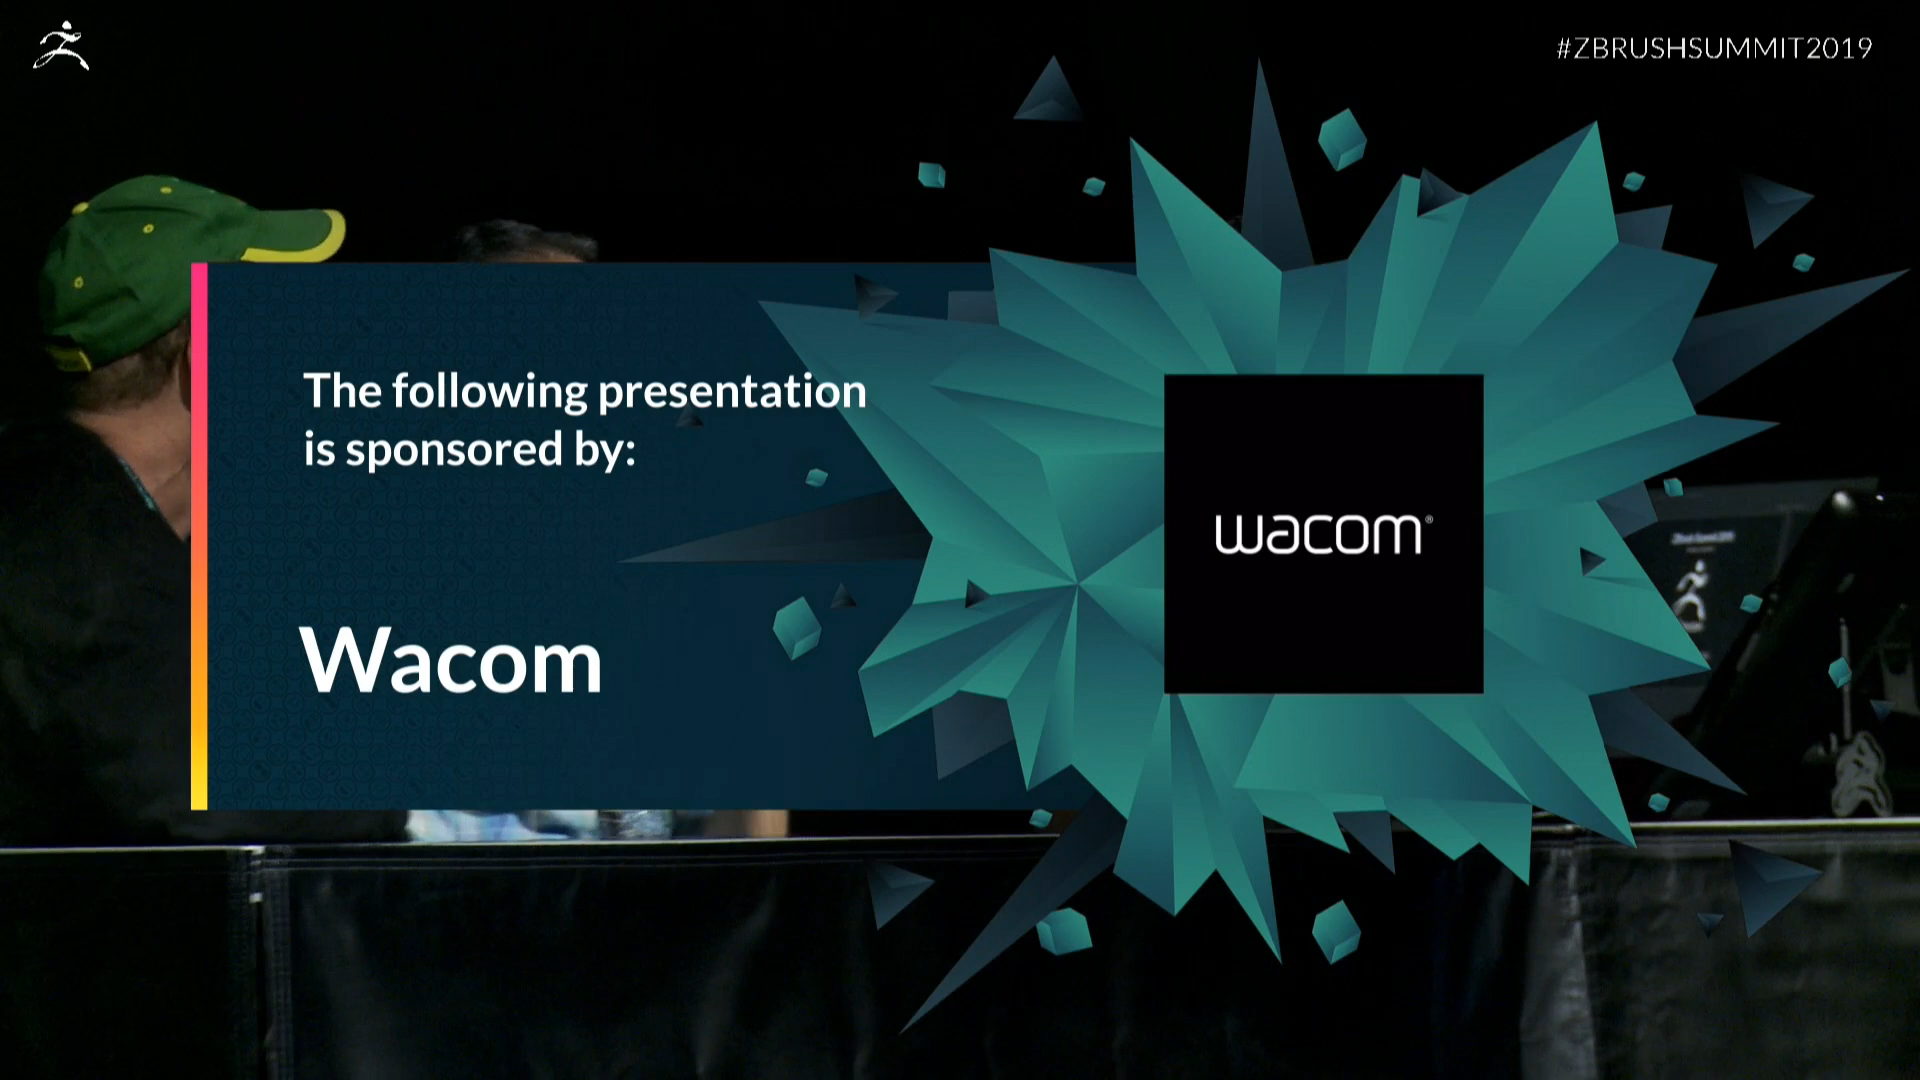 #ZBRUSHSUMMIT2019
The following presentation
is sponsored by:
Wacom
wacom®